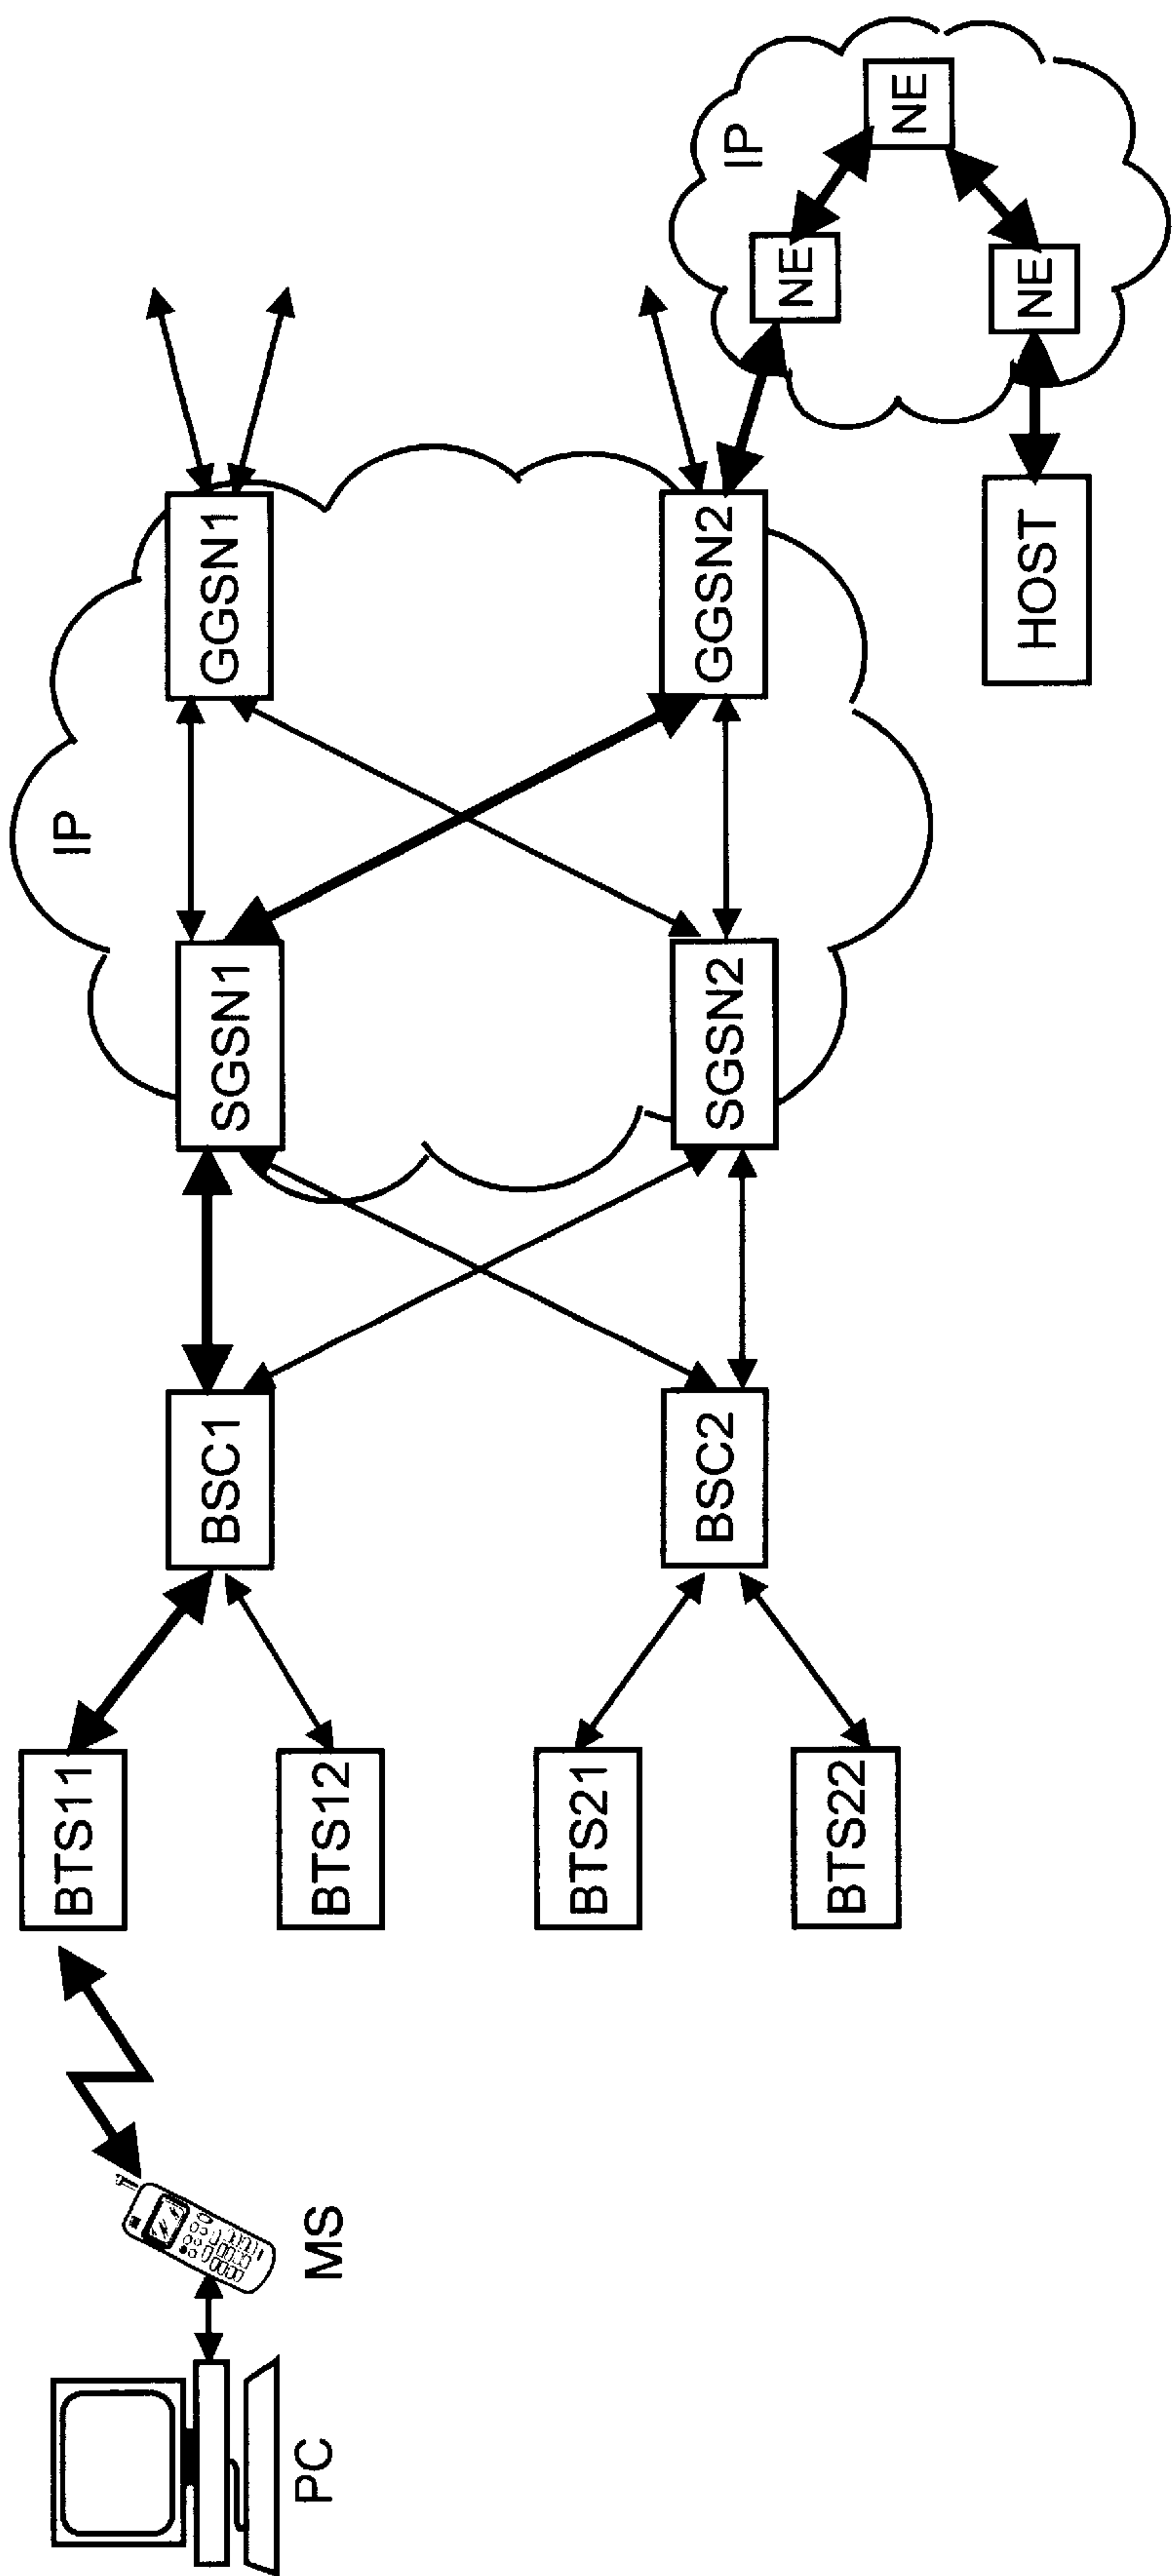 PC
MS
BTS11
BTS12
BTS21
BTS22
BSC1
BSC2
SGSN1
SGSN2
IP
GGSN1
GGSN2
HOST
IP
NE
NE
NE